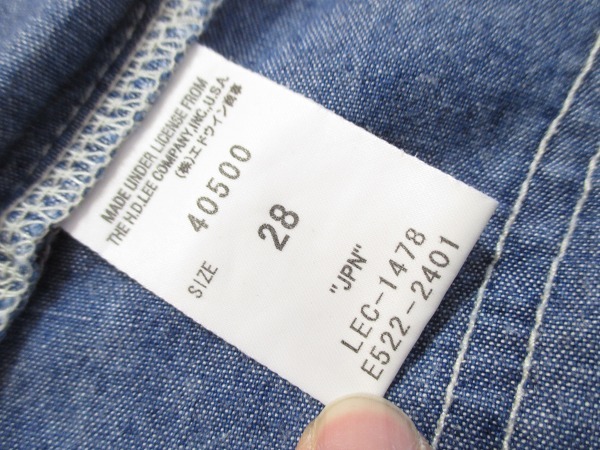 MADE UNDER LICENSE FROM
THE H.D.LEE COMPANY, INC., U.S.A.
(株)エドウイン商事
40500
SIZE 28
"JPN"
LEC-1478
E522-2401